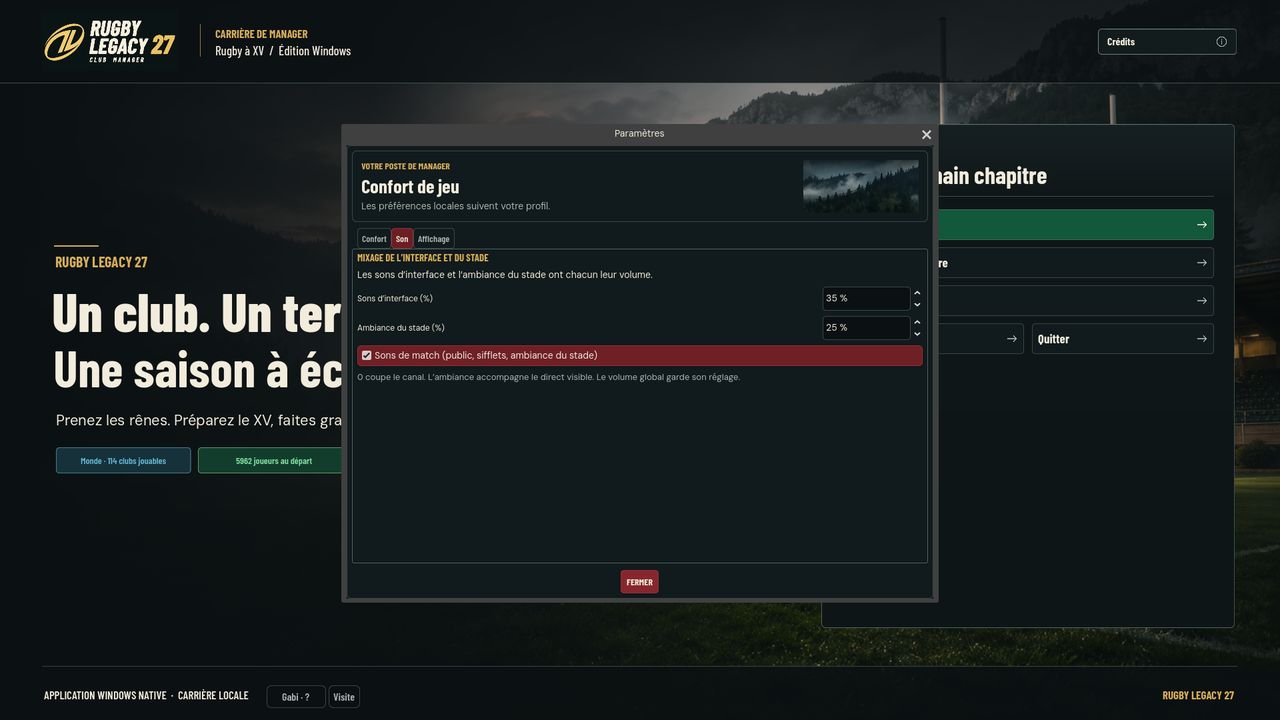 RUGBY
LEGACY 27
CLUB MANAGER
CARRIÈRE DE MANAGER
Rugby à XV / Édition Windows
Crédits
Paramètres
VOTRE POSTE DE MANAGER
Confort de jeu
Les préférences locales suivent votre profil.
Confort Son Affichage
MIXAGE DE L'INTERFACE ET DU STADE
Les sons d'interface et l'ambiance du stade ont chacun leur volume.
Sons d'interface (%) 35 %
Ambiance du stade (%) 25 %
Sons de match (public, sifflets, ambiance du stade)
0 coupe le canal. L'ambiance accompagne le direct visible. Le volume global garde son réglage.
FERMER
RUGBY LEGACY 27
Un club. Un ter
Une saison à éc
Prenez les rênes. Préparez le XV, faites gra
Monde · 114 clubs jouables
5962 joueurs au départ
hain chapitre
re
Quitter
APPLICATION WINDOWS NATIVE · CARRIÈRE LOCALE
Gabi · ?
Visite
RUGBY LEGACY 27